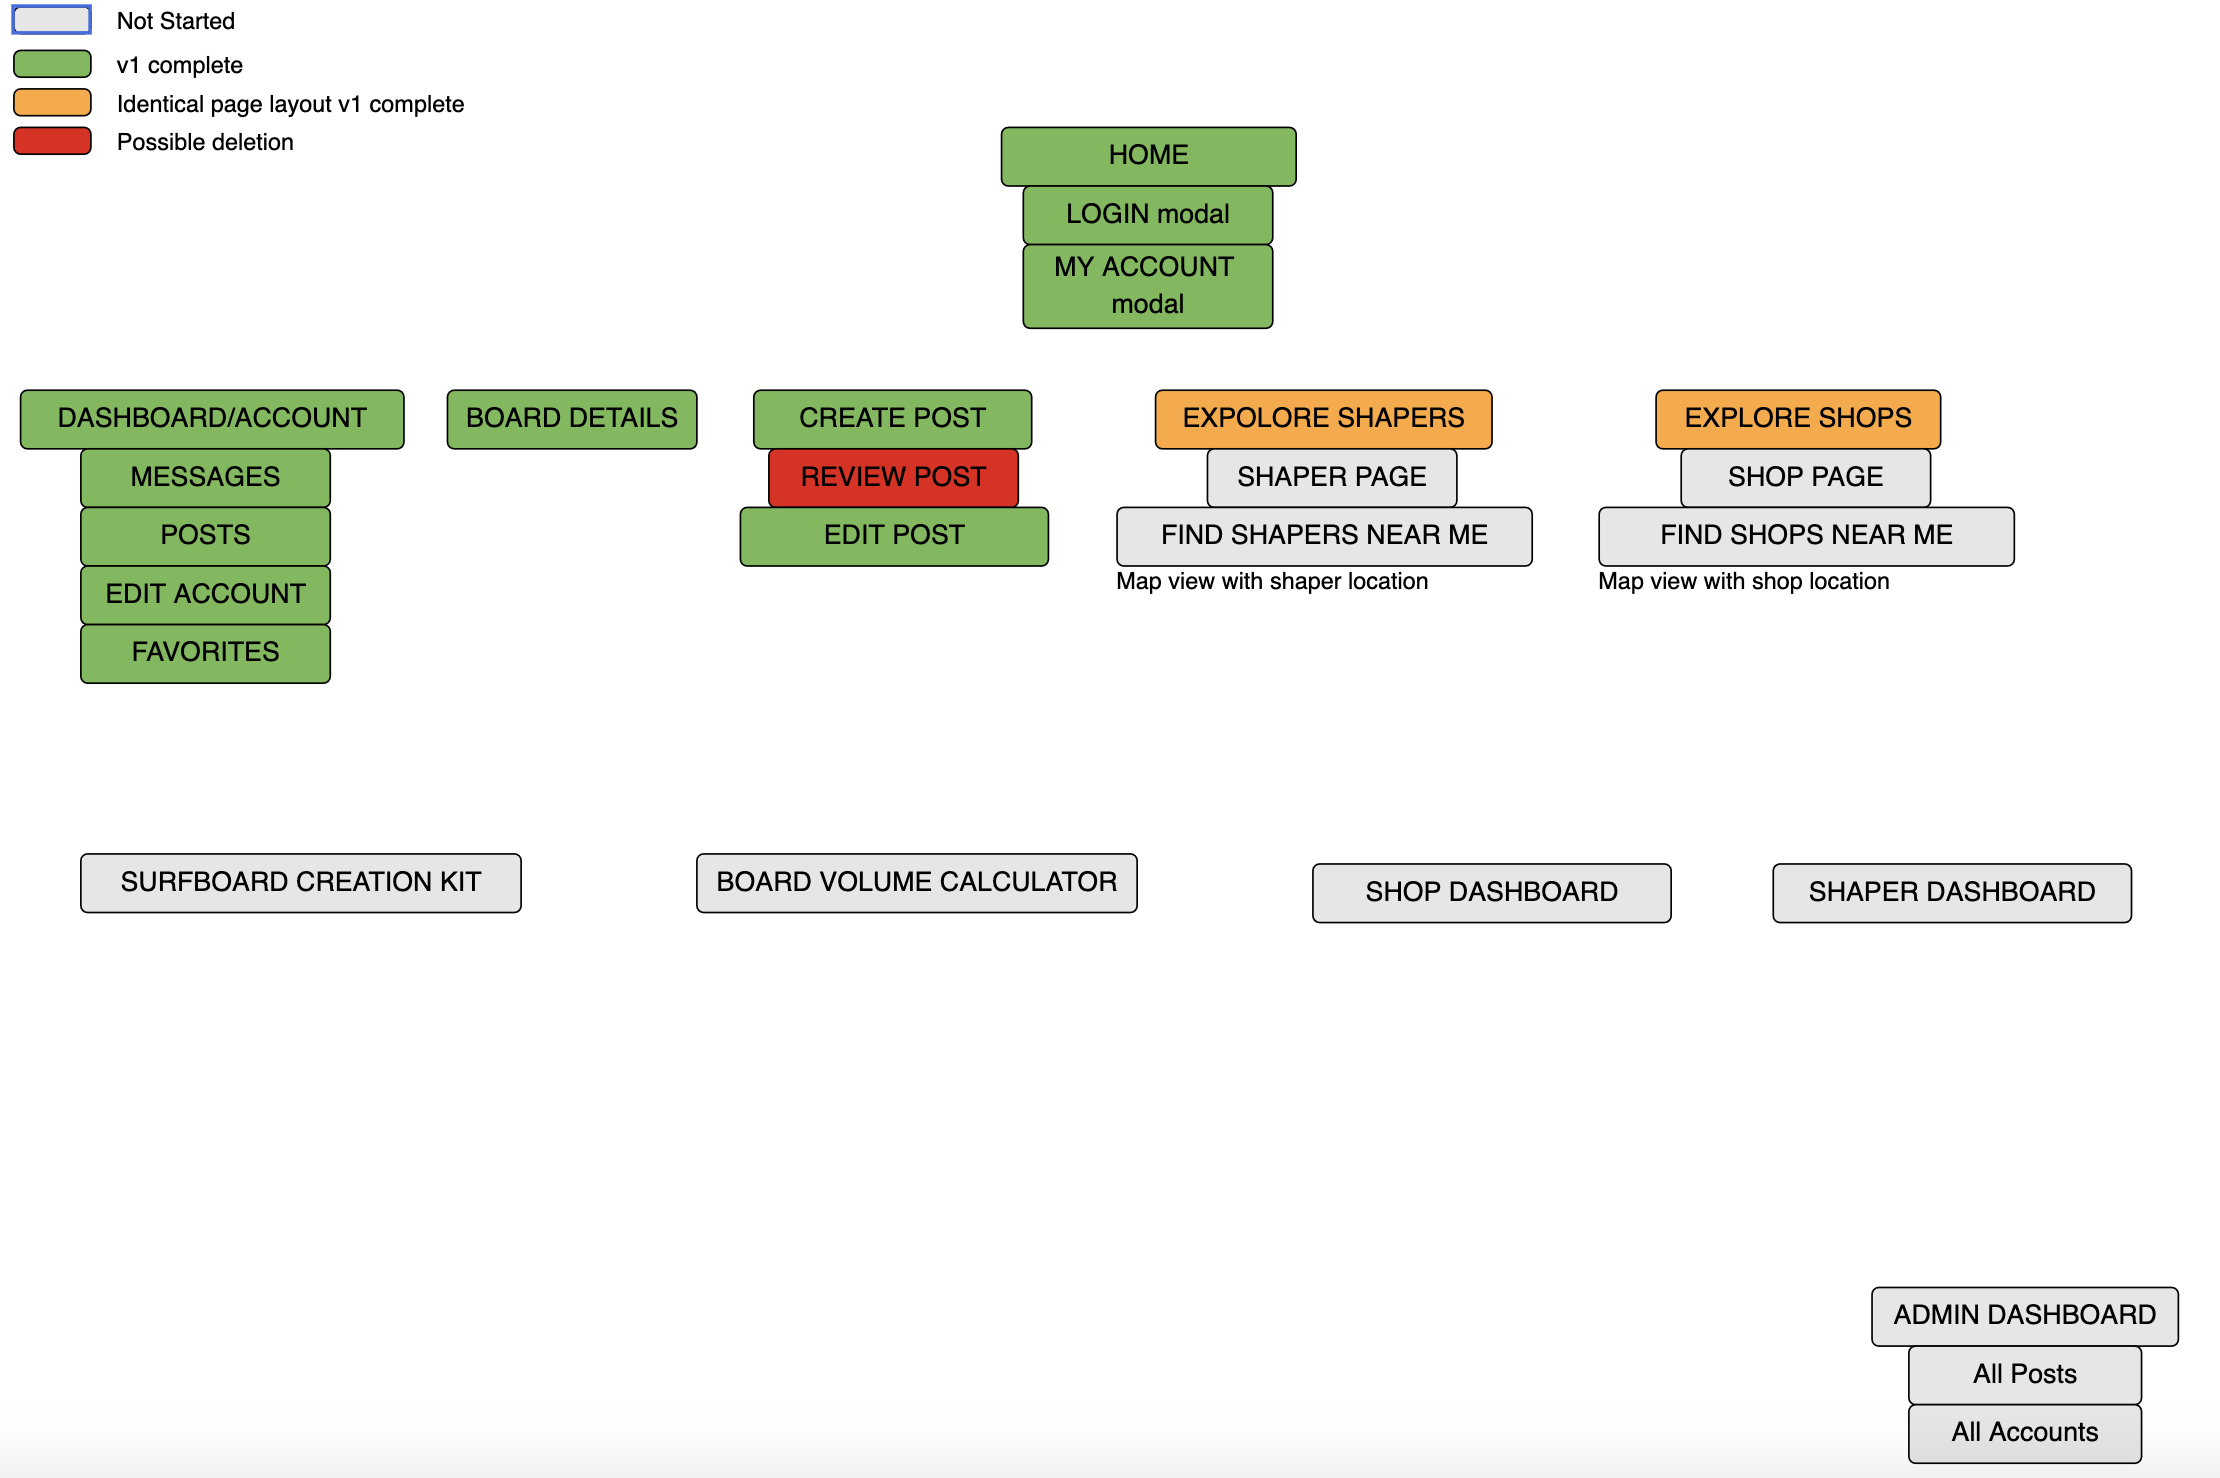 Not Started
v1 complete
Identical page layout v1 complete
Possible deletion
HOME
LOGIN modal
MY ACCOUNT
modal
DASHBOARD/ACCOUNT
MESSAGES
POSTS
EDIT ACCOUNT
FAVORITES
BOARD DETAILS
CREATE POST
REVIEW POST
EDIT POST
EXPOLORE SHAPERS
SHAPER PAGE
FIND SHAPERS NEAR ME
Map view with shaper location
EXPLORE SHOPS
SHOP PAGE
FIND SHOPS NEAR ME
Map view with shop location
SURFBOARD CREATION KIT
BOARD VOLUME CALCULATOR
SHOP DASHBOARD
SHAPER DASHBOARD
ADMIN DASHBOARD
All Posts
All Accounts